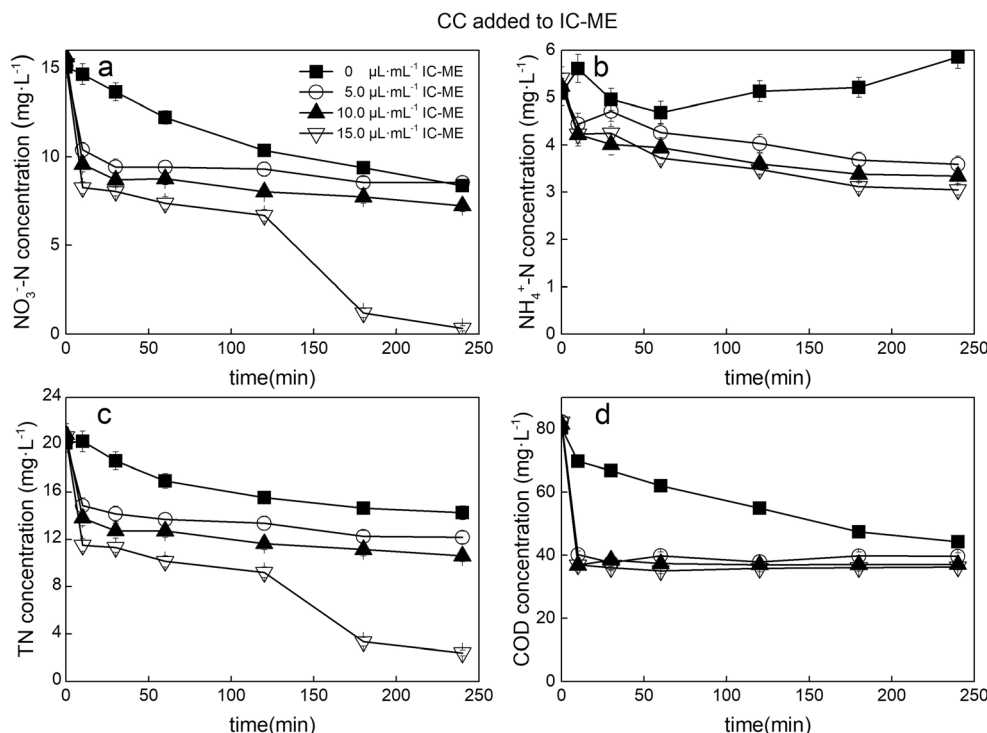 CC added to IC-ME
a
0 μL·mL⁻¹ IC-ME
5.0 μL·mL⁻¹ IC-ME
10.0 μL·mL⁻¹ IC-ME
15.0 μL·mL⁻¹ IC-ME
NO₃⁻-N concentration (mg·L⁻¹)
15
10
5
0
0 50 100 150 200 250
time(min)
b
NH₄⁺-N concentration (mg·L⁻¹)
6
5
4
3
2
1
0
0 50 100 150 200 250
time(min)
c
TN concentration (mg·L⁻¹)
24
20
16
12
8
4
0
0 50 100 150 200 250
time(min)
d
COD concentration (mg·L⁻¹)
80
60
40
20
0
0 50 100 150 200 250
time(min)